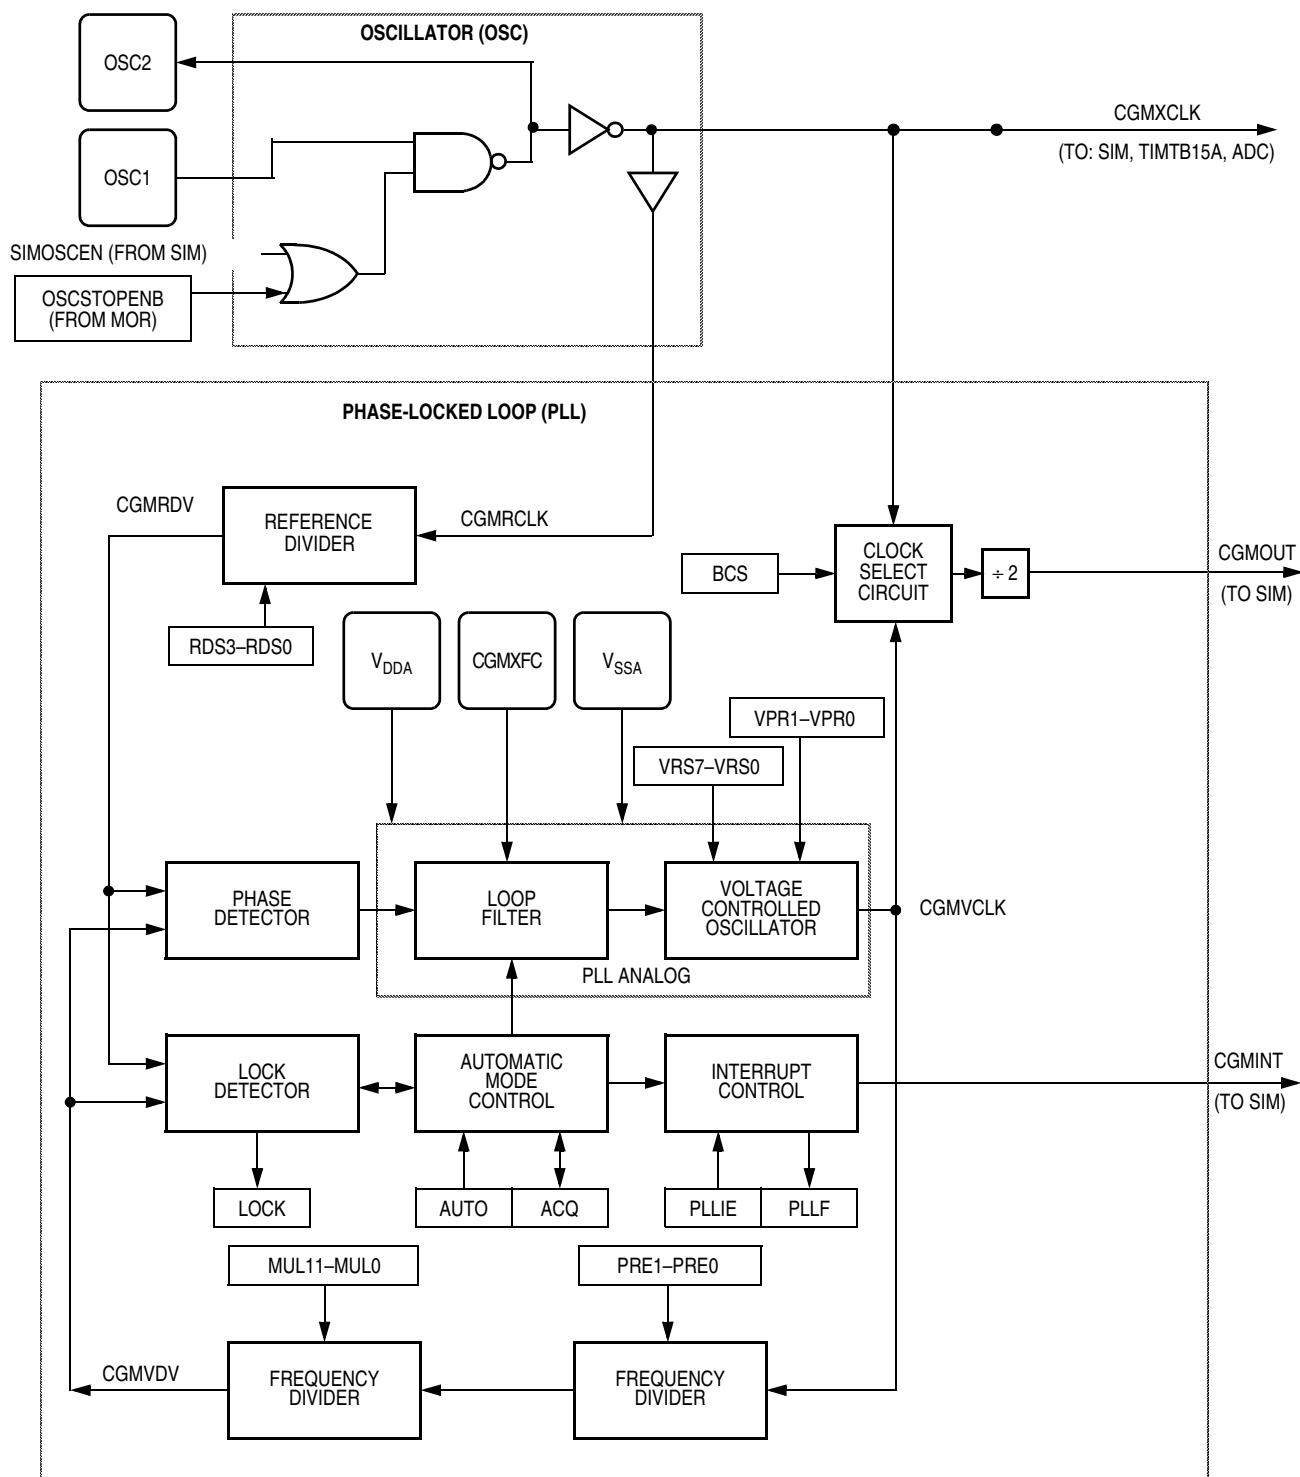 OSCILLATOR (OSC)
OSC2
CGMXCLK
(TO: SIM, TIMTB15A, ADC)
OSC1
SIMOSCEN (FROM SIM)
OSCSTOPENB
(FROM MOR)
PHASE-LOCKED LOOP (PLL)
CGMRDV
REFERENCE
DIVIDER
CGMRCLK
RDS3–RDS0
BCS
CLOCK
SELECT
CIRCUIT
÷ 2
CGMOUT
(TO SIM)
VDDA
CGMXFC
VSSA
VPR1–VPR0
VRS7–VRS0
PHASE
DETECTOR
LOOP
FILTER
VOLTAGE
CONTROLLED
OSCILLATOR
CGMVCLK
PLL ANALOG
LOCK
DETECTOR
AUTOMATIC
MODE
CONTROL
INTERRUPT
CONTROL
CGMINT
(TO SIM)
LOCK
AUTO
ACQ
PLLIE
PLLF
MUL11–MUL0
PRE1–PRE0
CGMVDV
FREQUENCY
DIVIDER
FREQUENCY
DIVIDER